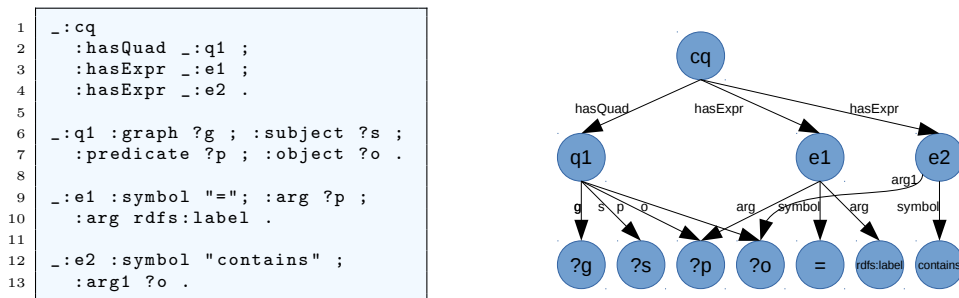 1 _:cq
2 :hasQuad _:q1 ;
3 :hasExpr _:e1 ;
4 :hasExpr _:e2 .
5
6 _:q1 :graph ?g ; :subject ?s ;
7 :predicate ?p ; :object ?o .
8
9 _:e1 :symbol "="; :arg ?p ;
10 :arg rdfs:label .
11
12 _:e2 :symbol "contains" ;
13 :arg1 ?o .
cq
hasQuad hasExpr hasExpr
q1 e1 e2
arg1
g s p o arg symbol arg symbol
?g ?s ?p ?o = rdfs:label contains